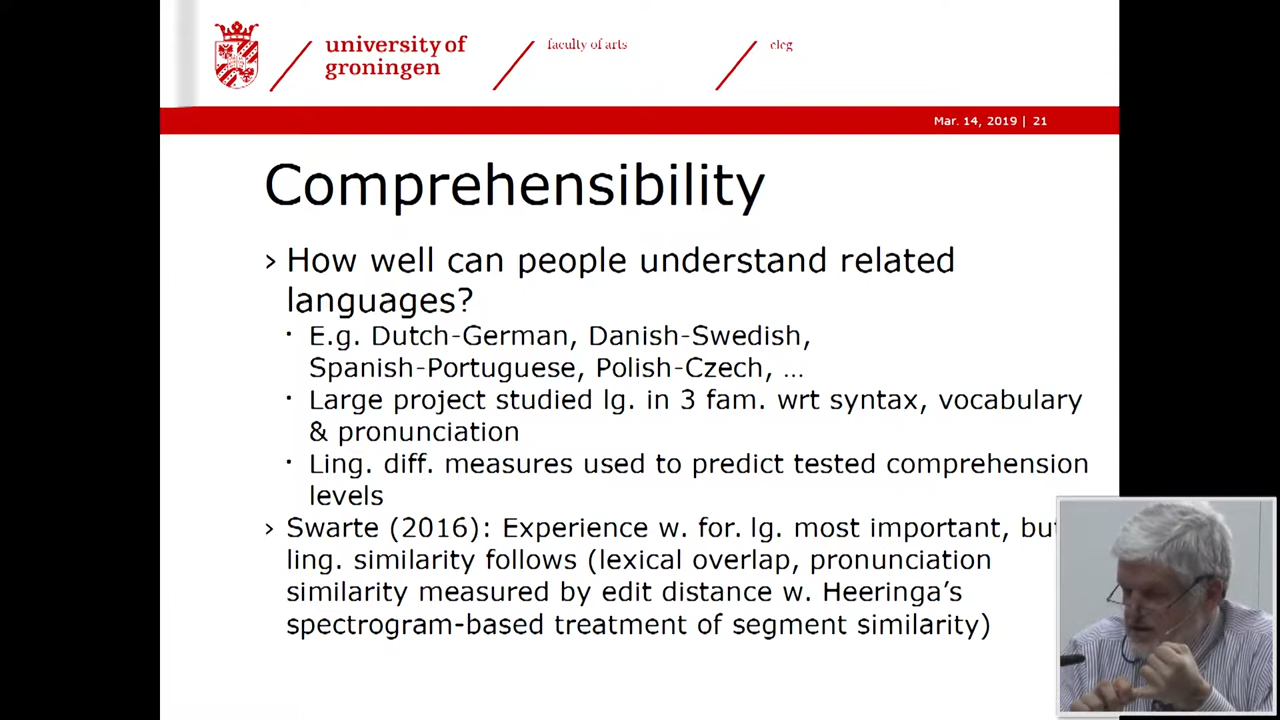 university of
groningen
faculty of arts
cleg
Mar. 14, 2019 | 21
Comprehensibility
› How well can people understand related
languages?
· E.g. Dutch-German, Danish-Swedish,
Spanish-Portuguese, Polish-Czech, …
· Large project studied lg. in 3 fam. wrt syntax, vocabulary
& pronunciation
· Ling. diff. measures used to predict tested comprehension
levels
› Swarte (2016): Experience w. for. lg. most important, but
ling. similarity follows (lexical overlap, pronunciation
similarity measured by edit distance w. Heeringa’s
spectrogram-based treatment of segment similarity)